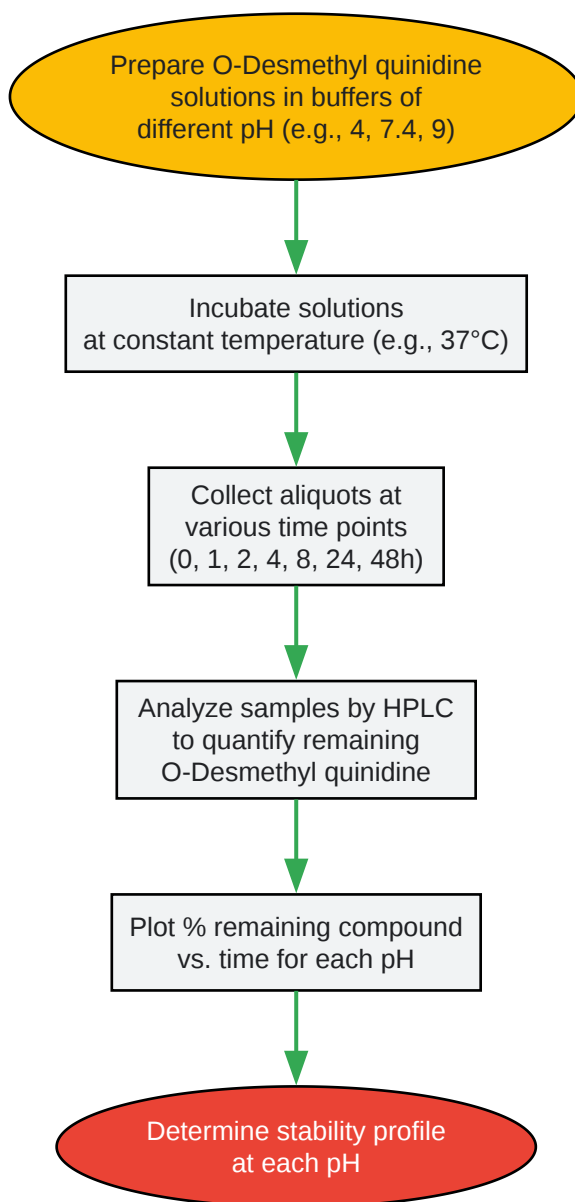 Prepare O-Desmethyl quinidine
solutions in buffers of
different pH (e.g., 4, 7.4, 9)
Incubate solutions
at constant temperature (e.g., 37°C)
Collect aliquots at
various time points
(0, 1, 2, 4, 8, 24, 48h)
Analyze samples by HPLC
to quantify remaining
O-Desmethyl quinidine
Plot % remaining compound
vs. time for each pH
Determine stability profile
at each pH